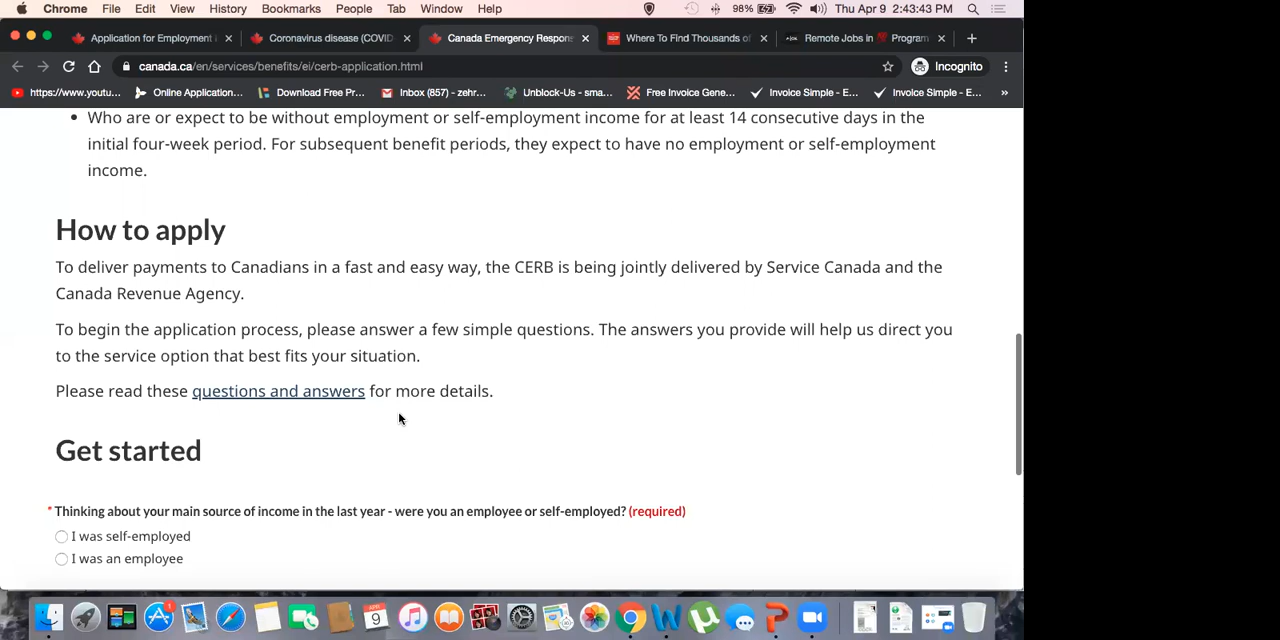 Chrome File Edit View History Bookmarks People Tab Window Help 98% Thu Apr 9 2:43:43 PM
Application for Employment Coronavirus disease (COVID Canada Emergency Respon Where To Find Thousands of Remote Jobs in Program
canada.ca/en/services/benefits/ei/cerb-application.html Incognito
https://www.youtu... Online Application... Download Free Pr... Inbox (857) - zehr... Unblock-Us - sma... Free Invoice Gene... Invoice Simple - E... Invoice Simple - E... »
• Who are or expect to be without employment or self-employment income for at least 14 consecutive days in the
initial four-week period. For subsequent benefit periods, they expect to have no employment or self-employment
income.
How to apply
To deliver payments to Canadians in a fast and easy way, the CERB is being jointly delivered by Service Canada and the
Canada Revenue Agency.
To begin the application process, please answer a few simple questions. The answers you provide will help us direct you
to the service option that best fits your situation.
Please read these questions and answers for more details.
Get started
* Thinking about your main source of income in the last year - were you an employee or self-employed? (required)
I was self-employed
I was an employee
APR
9
1